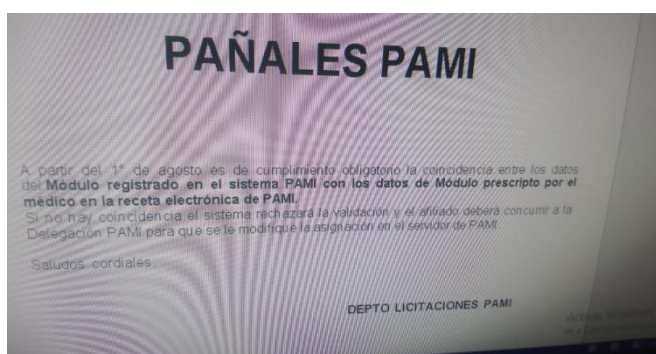 PAÑALES PAMI
A partir del 1° de agosto es de cumplimiento obligatorio la coincidencia entre los datos
del Módulo registrado en el sistema PAMI con los datos de Módulo prescripto por el
médico en la receta electrónica de PAMI.
Si no hay coincidencia el sistema rechazará la validación y el afiliado deberá concurrir a la
Delegación PAMI para que se le modifique la asignación en el servidor de PAMI.
Saludos cordiales.
DEPTO LICITACIONES PAMI
Activar Windows